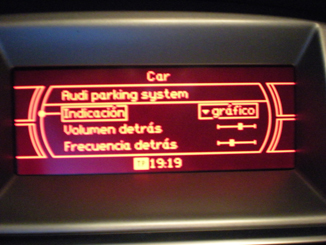 Car
Audi parking system
Indicación gráfico
Volumen detrás
Frecuencia detrás
19:19